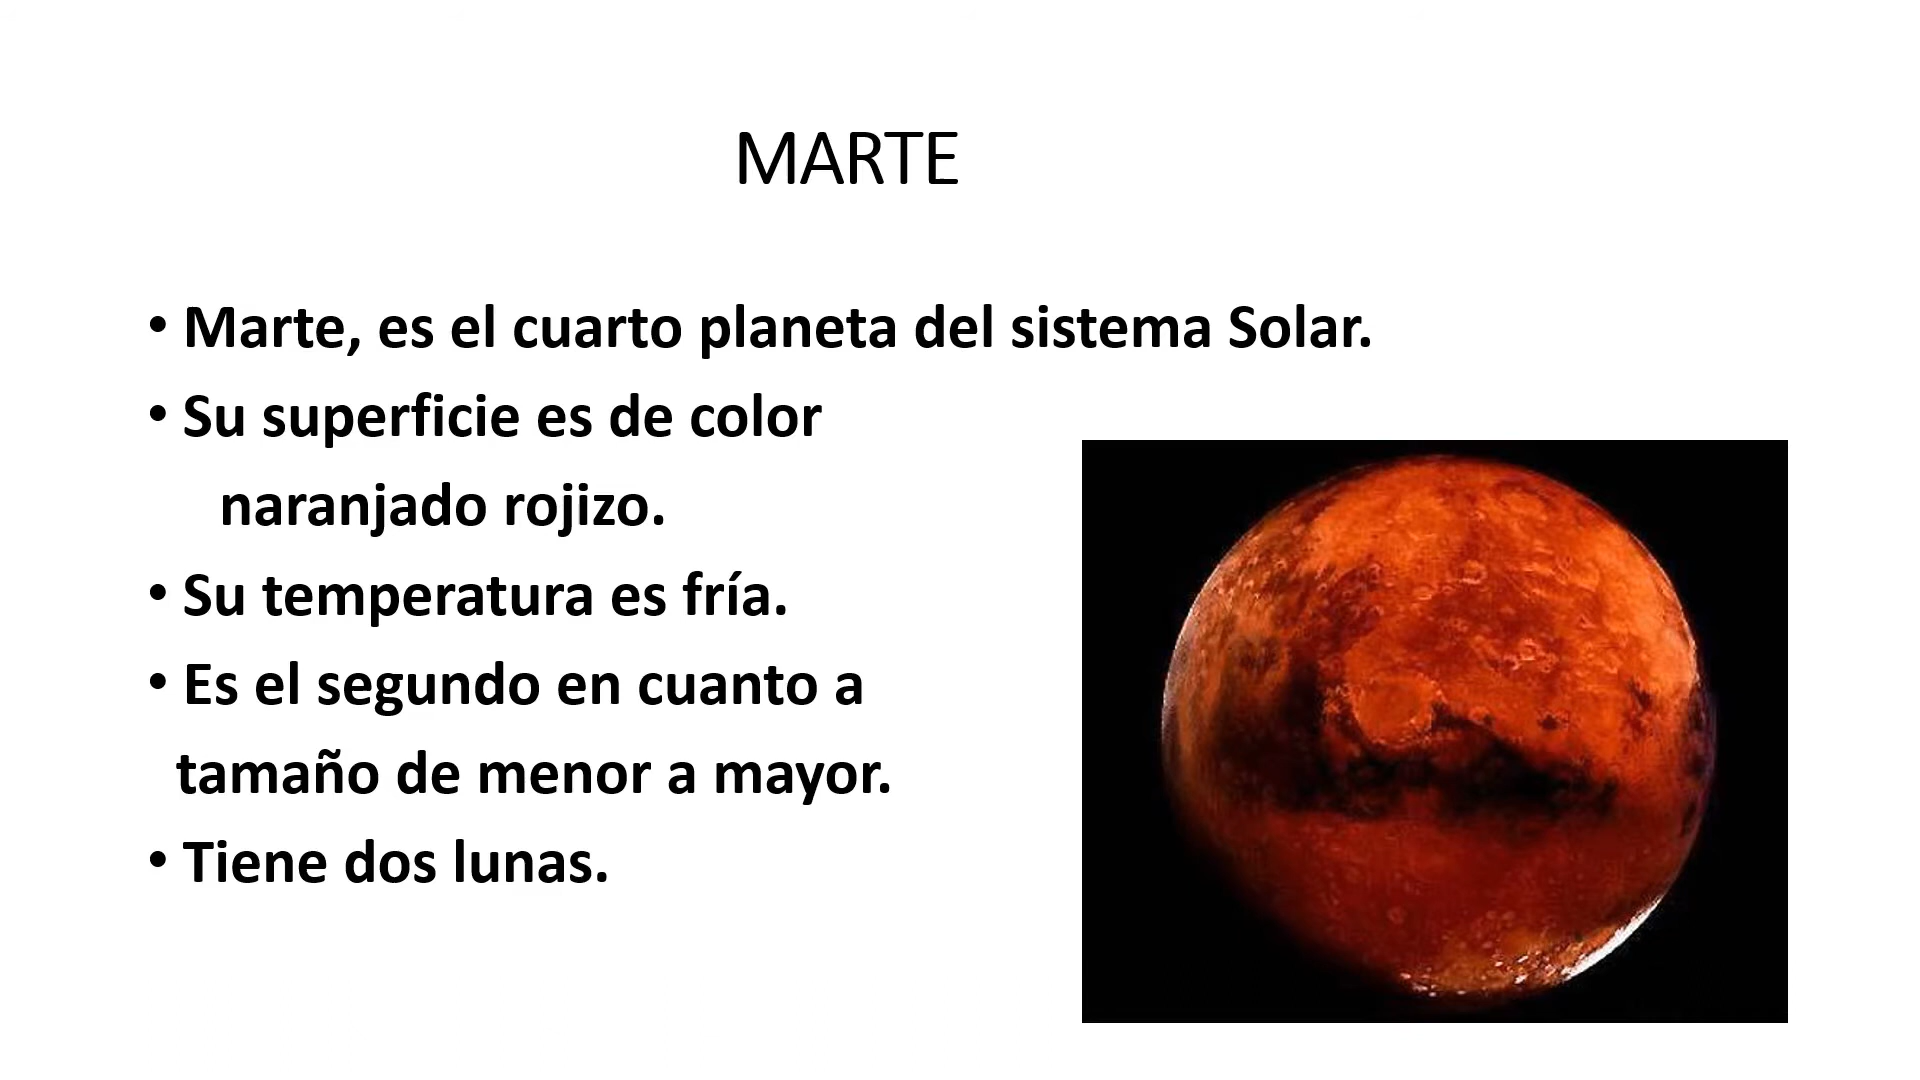 MARTE
• Marte, es el cuarto planeta del sistema Solar.
• Su superficie es de color
naranjado rojizo.
• Su temperatura es fría.
• Es el segundo en cuanto a
tamaño de menor a mayor.
• Tiene dos lunas.